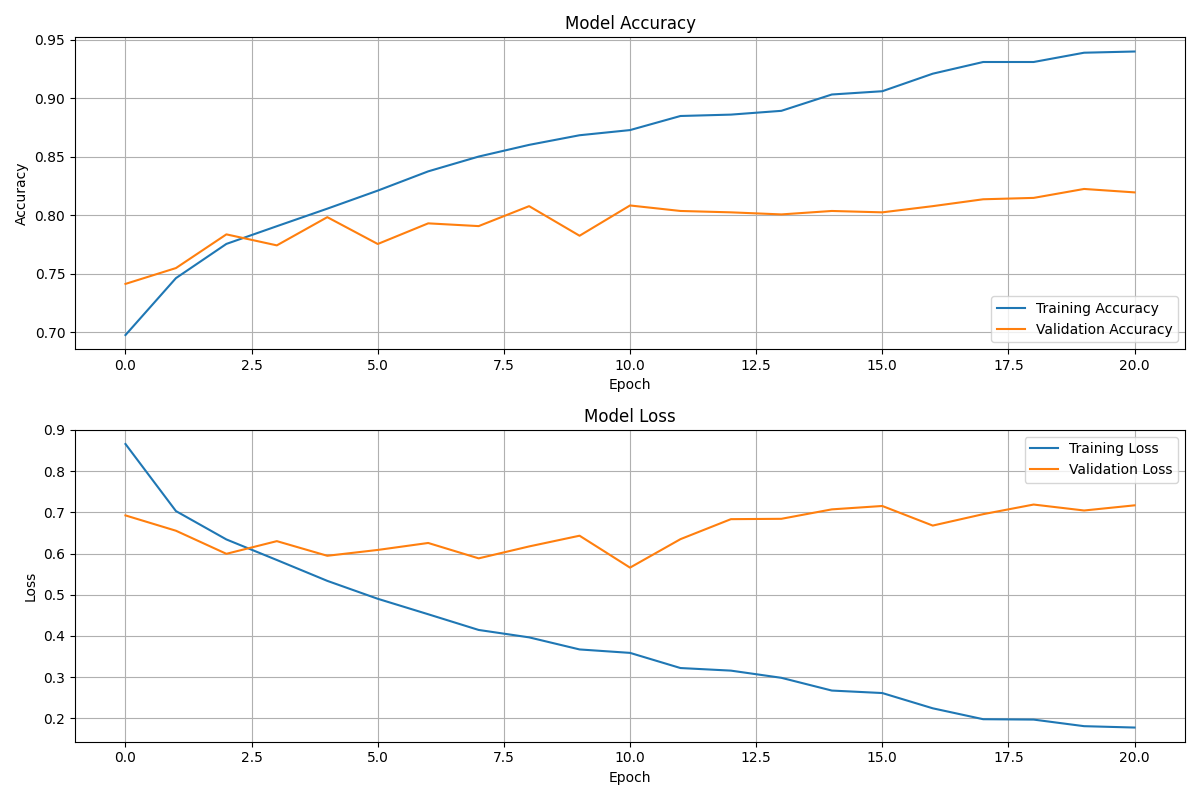 Model Accuracy
0.95
0.90
0.85
0.80
0.75
0.70
Accuracy
Training Accuracy
Validation Accuracy
0.0 2.5 5.0 7.5 10.0 12.5 15.0 17.5 20.0
Epoch
Model Loss
0.9
0.8
0.7
0.6
0.5
0.4
0.3
0.2
Loss
Training Loss
Validation Loss
0.0 2.5 5.0 7.5 10.0 12.5 15.0 17.5 20.0
Epoch